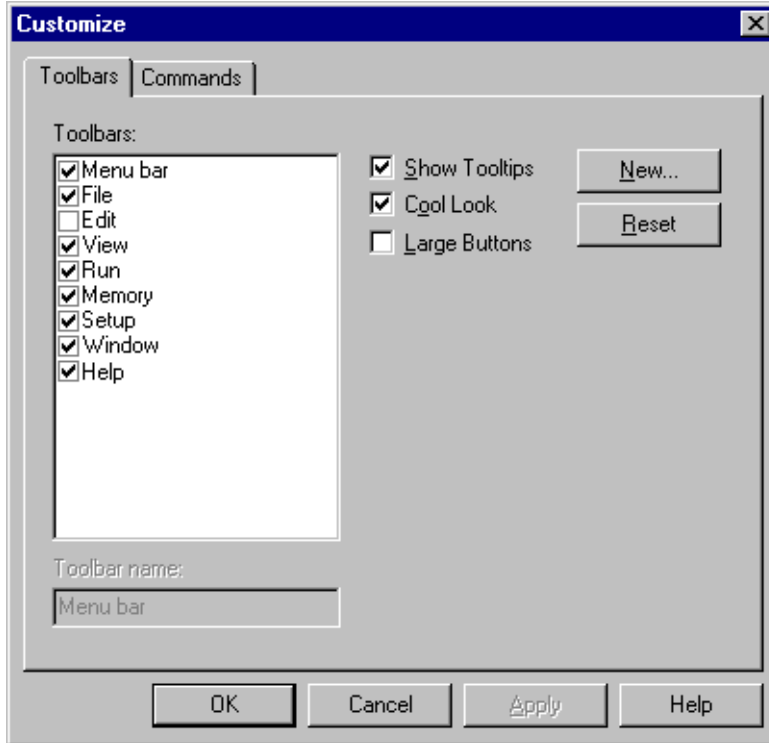 Customize
Toolbars Commands
Toolbars:
Menu bar
File
Edit
View
Run
Memory
Setup
Window
Help
Show Tooltips
Cool Look
Large Buttons
New...
Reset
Toolbar name:
Menu bar
OK Cancel Apply Help